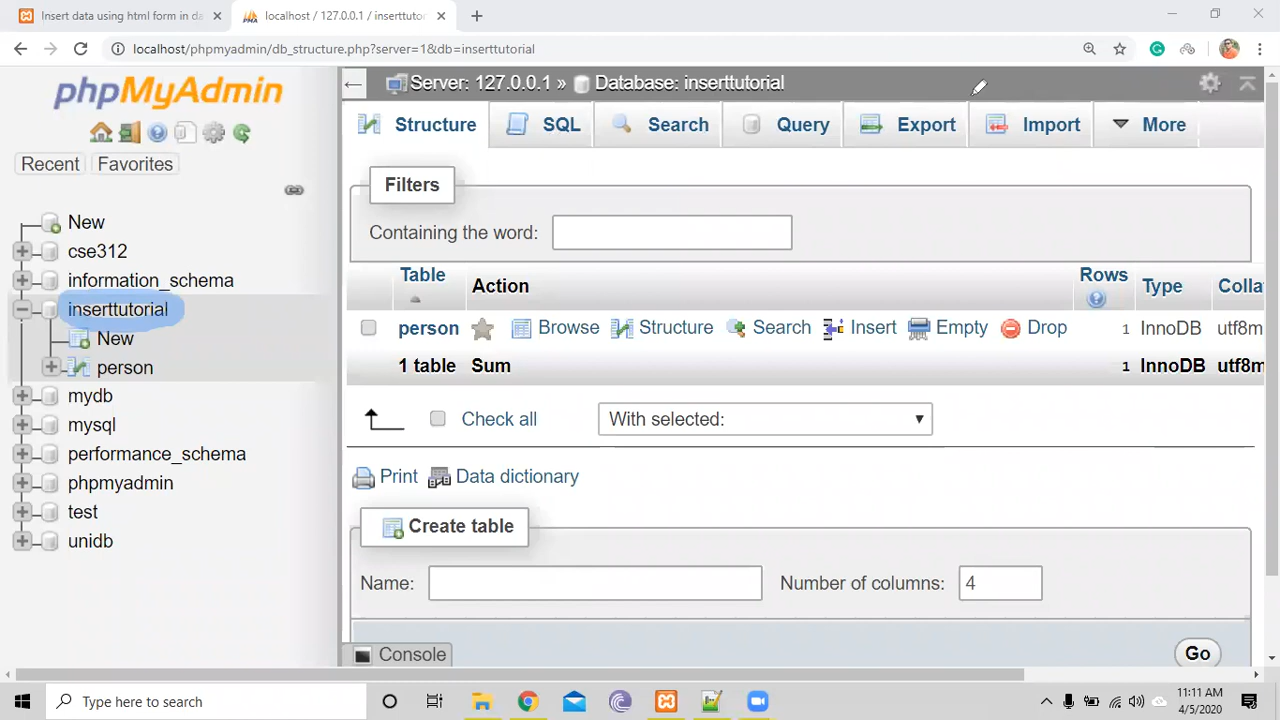 Insert data using html form in da
localhost / 127.0.0.1 / inserttuto
localhost/phpmyadmin/db_structure.php?server=1&db=inserttutorial
phpMyAdmin
Recent Favorites
New
cse312
information_schema
inserttutorial
New
person
mydb
mysql
performance_schema
phpmyadmin
test
unidb
Server: 127.0.0.1 » Database: inserttutorial
Structure SQL Search Query Export Import More
Filters
Containing the word:
Table Action Rows Type Colla
person Browse Structure Search Insert Empty Drop 1 InnoDB utf8m
1 table Sum 1 InnoDB utf8m
Check all With selected:
Print Data dictionary
Create table
Name: Number of columns: 4
Go
Console
Type here to search
11:11 AM
4/5/2020